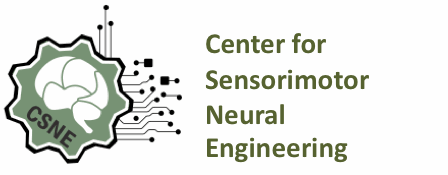 CSNE
Center for
Sensorimotor
Neural
Engineering